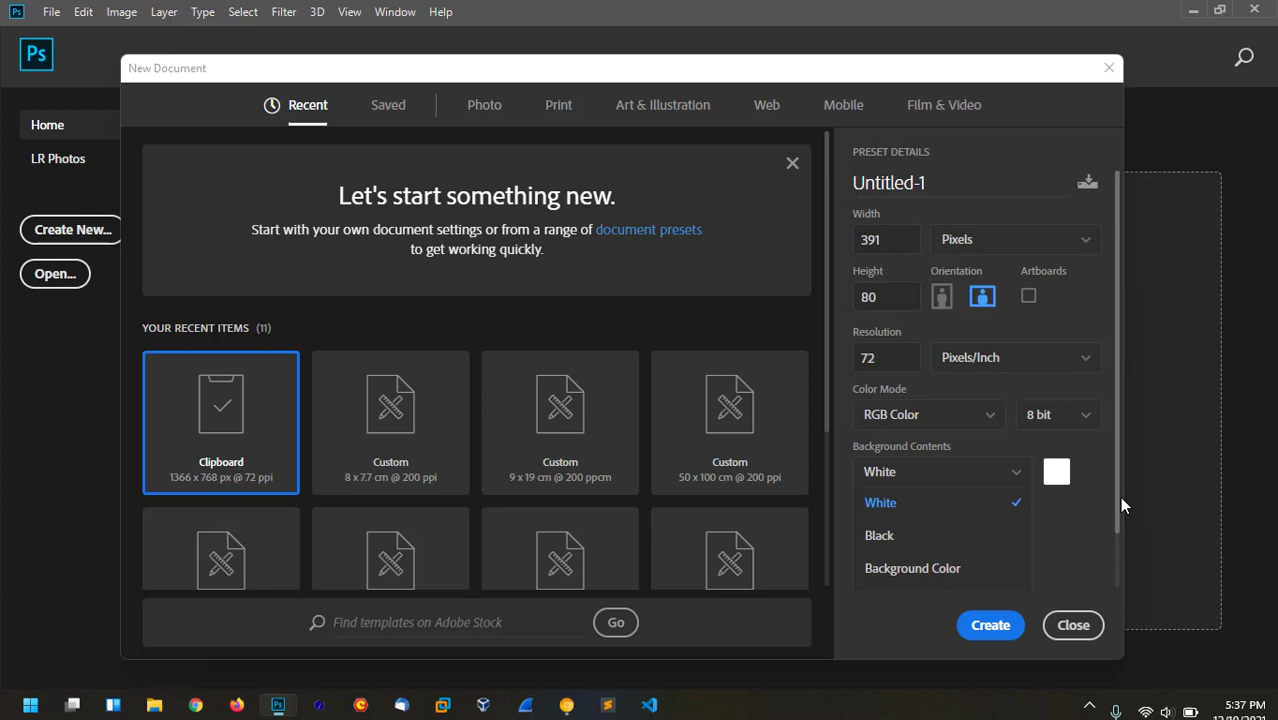 Ps File Edit Image Layer Type Select Filter 3D View Window Help
Ps
New Document
Recent Saved Photo Print Art & Illustration Web Mobile Film & Video
Home
LR Photos
Create New...
Open...
Let's start something new.
Start with your own document settings or from a range of document presets
to get working quickly.
YOUR RECENT ITEMS (11)
Clipboard
1366 x 768 px @ 72 ppi
Custom
8 x 7.7 cm @ 200 ppi
Custom
9 x 19 cm @ 200 ppcm
Custom
50 x 100 cm @ 200 ppi
Find templates on Adobe Stock
Go
PRESET DETAILS
Untitled-1
Width
391 Pixels
Height Orientation Artboards
80
Resolution
72 Pixels/Inch
Color Mode
RGB Color 8 bit
Background Contents
White
White
Black
Background Color
Create Close
5:37 PM